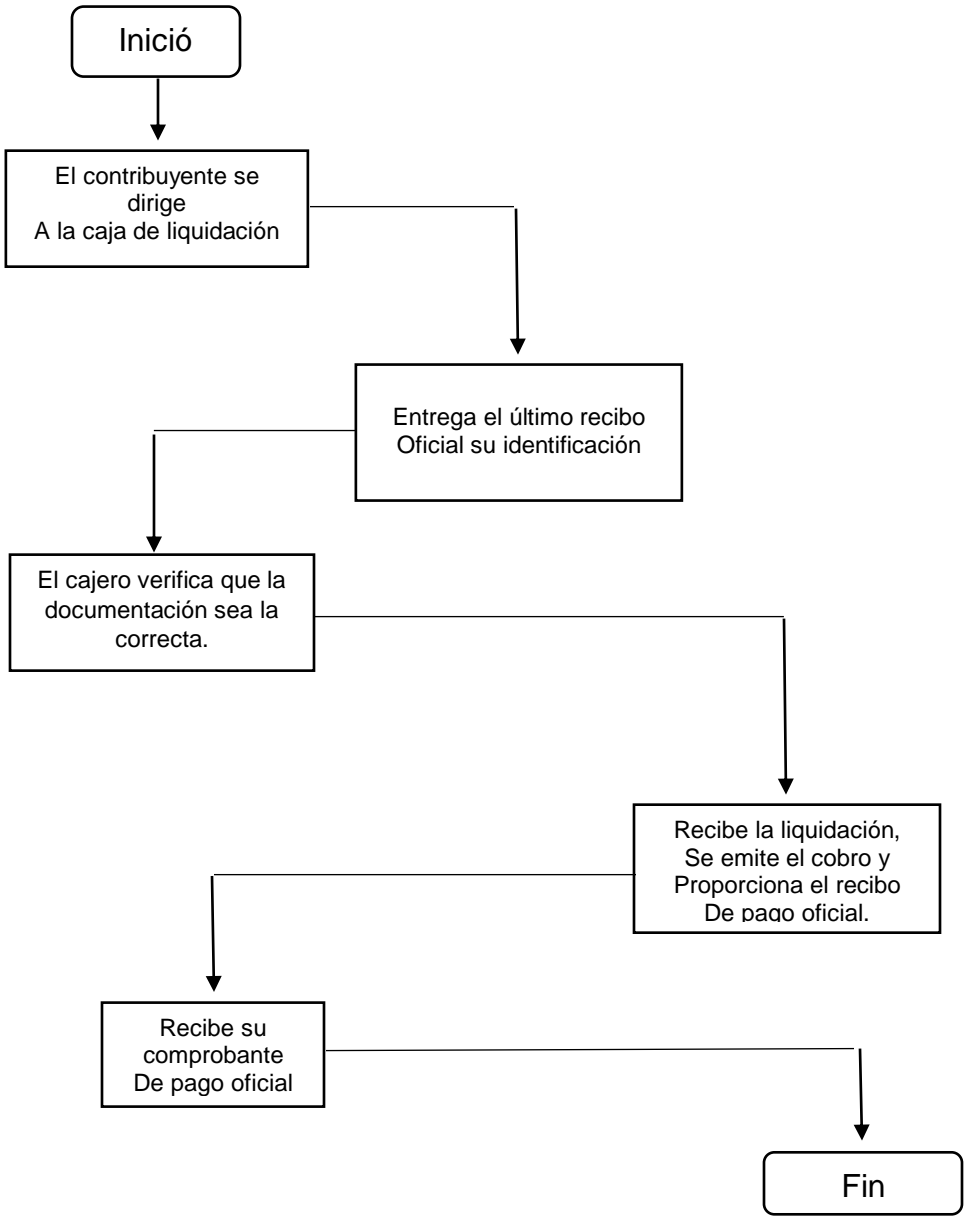 Inició
El contribuyente se
dirige
A la caja de liquidación
Entrega el último recibo
Oficial su identificación
El cajero verifica que la
documentación sea la
correcta.
Recibe la liquidación,
Se emite el cobro y
Proporciona el recibo
De pago oficial.
Recibe su
comprobante
De pago oficial
Fin